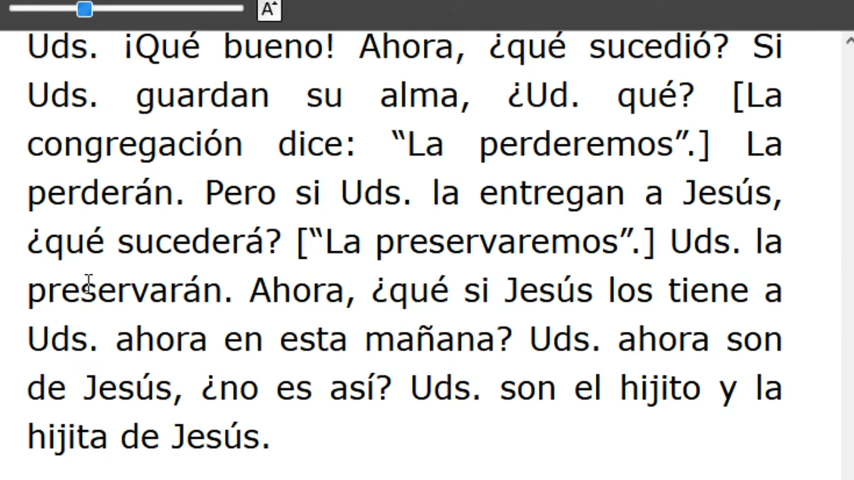 A
Uds. ¡Qué bueno! Ahora, ¿qué sucedió? Si
Uds. guardan su alma, ¿Ud. qué? [La
congregación dice: “La perderemos”.] La
perderán. Pero si Uds. la entregan a Jesús,
¿qué sucederá? [“La preservaremos”.] Uds. la
preservarán. Ahora, ¿qué si Jesús los tiene a
Uds. ahora en esta mañana? Uds. ahora son
de Jesús, ¿no es así? Uds. son el hijito y la
hijita de Jesús.